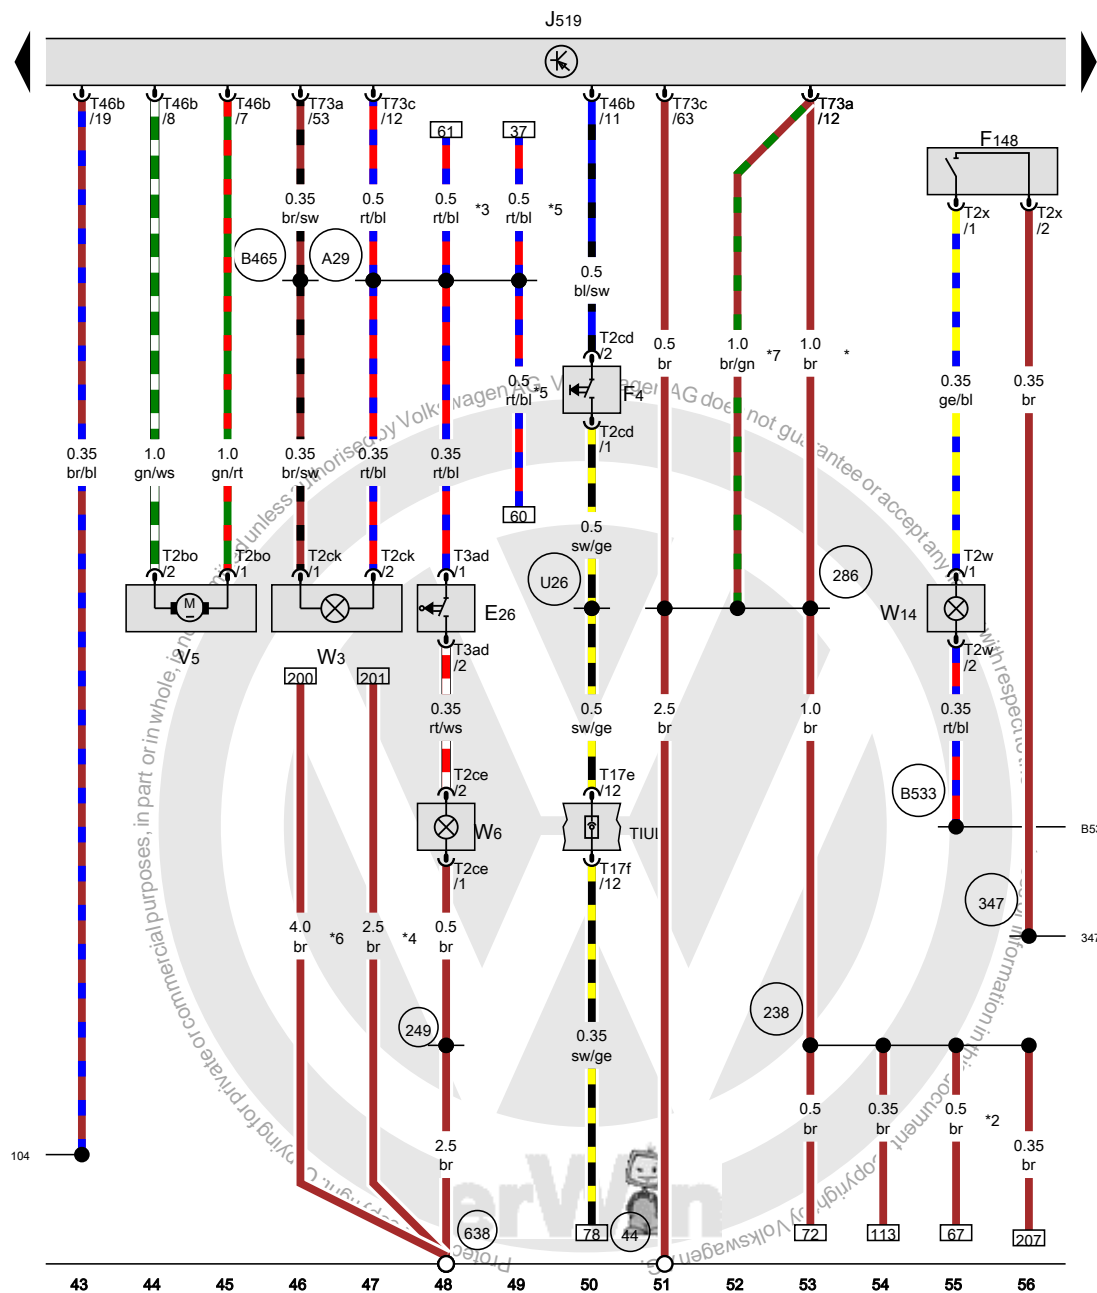 J519
T46b
/19
T46b
/8
T46b
/7
T73a
/53
T73c
/12
61
37
T46b
/11
T73c
/63
T73a
/12
F148
T2x
/1
T2x
/2
0.35
br/sw
0.5
rt/bl
0.5
rt/bl
*3
0.5
rt/bl
*5
B465
A29
0.5
bl/sw
T2cd
/2
0.5
br
1.0
br/gn
*7
1.0
br
*
0.5
rt/bl
*5
F4
0.35
ge/bl
0.35
br
T2cd
/1
0.35
br/bl
1.0
gn/ws
1.0
gn/rt
0.35
br/sw
0.35
rt/bl
0.35
rt/bl
60
0.5
sw/ge
T2bo
/2
T2bo
/1
T2ck
/1
T2ck
/2
T3ad
/1
U26
286
T2w
/1
M
E26
W14
V5
W3
T3ad
/2
T2w
/2
200
201
0.35
rt/ws
0.5
sw/ge
2.5
br
1.0
br
0.35
rt/bl
T2ce
/2
T17e
/12
B533
W6
TIUL
B53
T2ce
/1
T17f
/12
347
4.0
br
*6
2.5
br
*4
0.5
br
347
249
238
0.35
sw/ge
0.5
br
0.35
br
0.5
br
*2
0.35
br
104
2.5
br
638
78
44
72
113
67
207
43 44 45 46 47 48 49 50 51 52 53 54 55 56
erWin